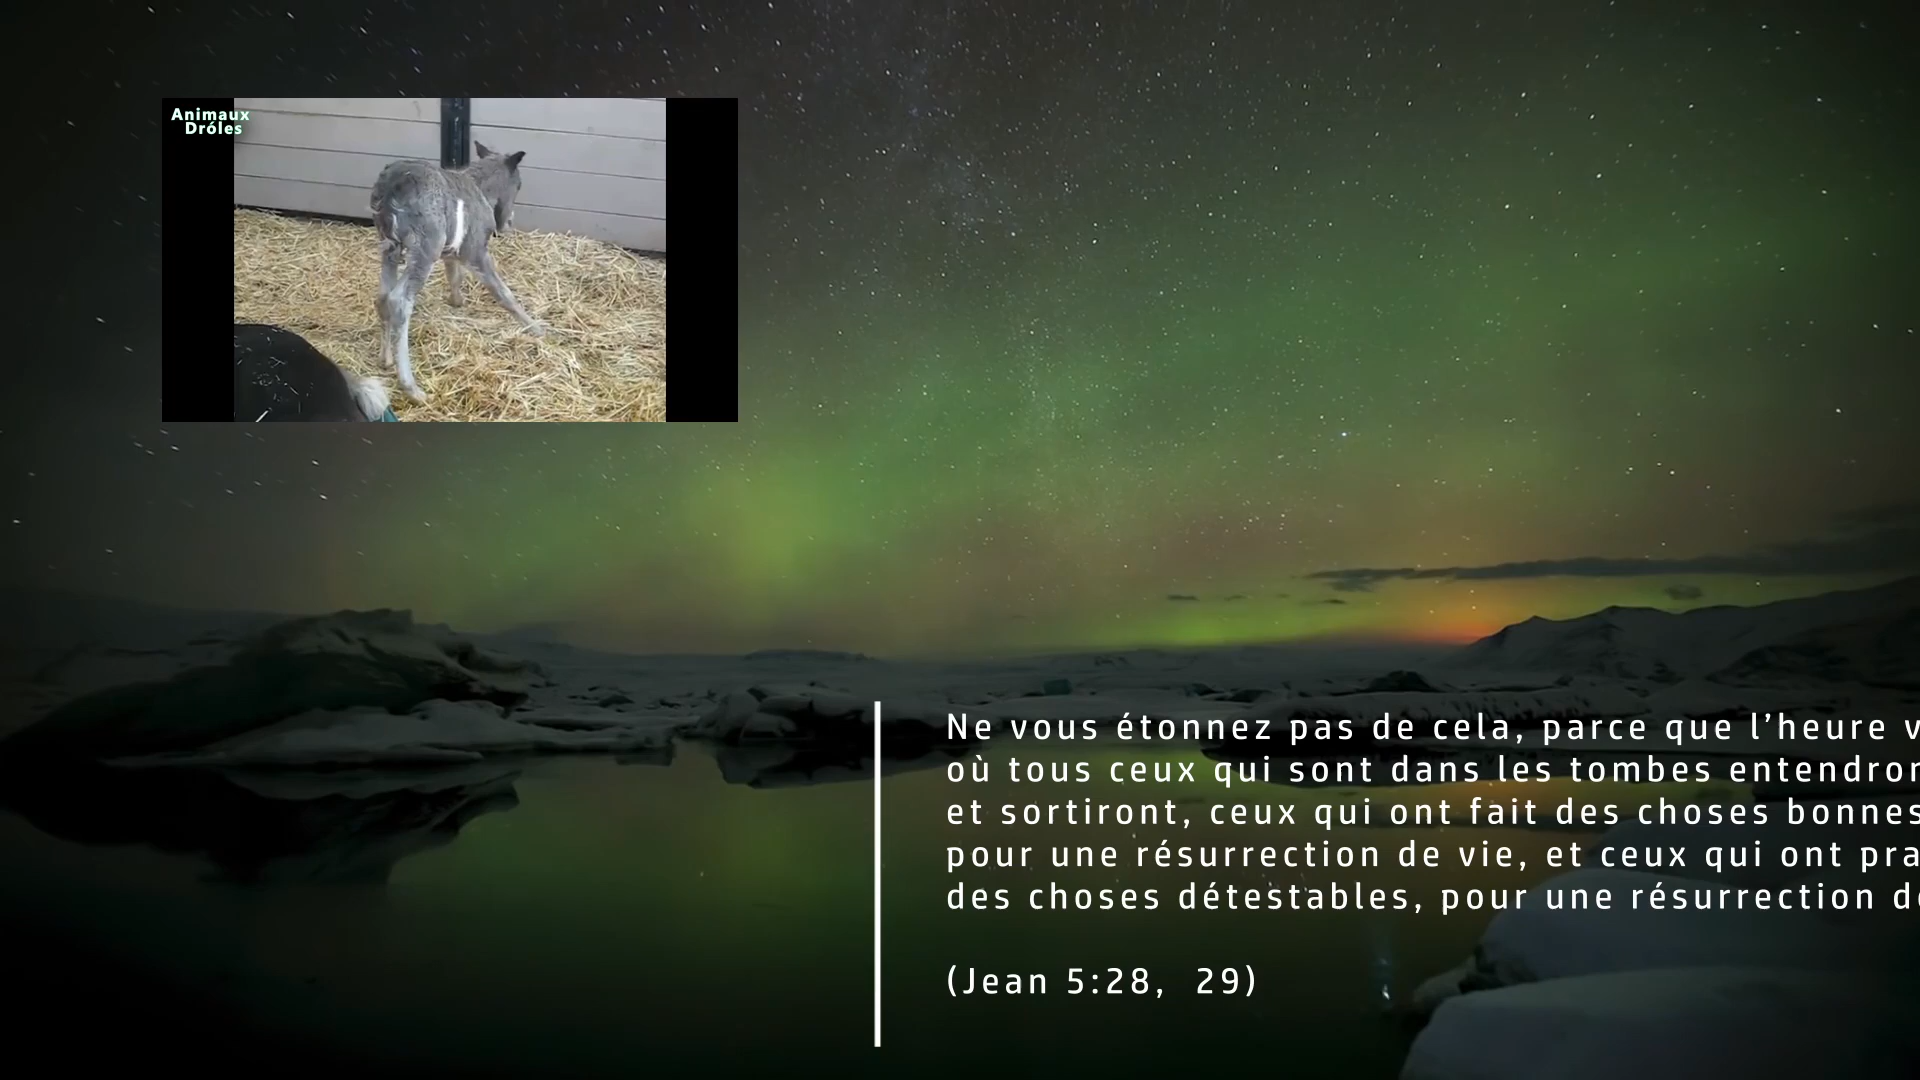 Animaux
Drôles
Ne vous étonnez pas de cela, parce que l’heure
où tous ceux qui sont dans les tombes
et sortiront, ceux qui ont fait des choses bonnes
pour une résurrection de vie, et ceux qui ont
des choses détestables, pour une résurrection
(Jean 5:28, 29)